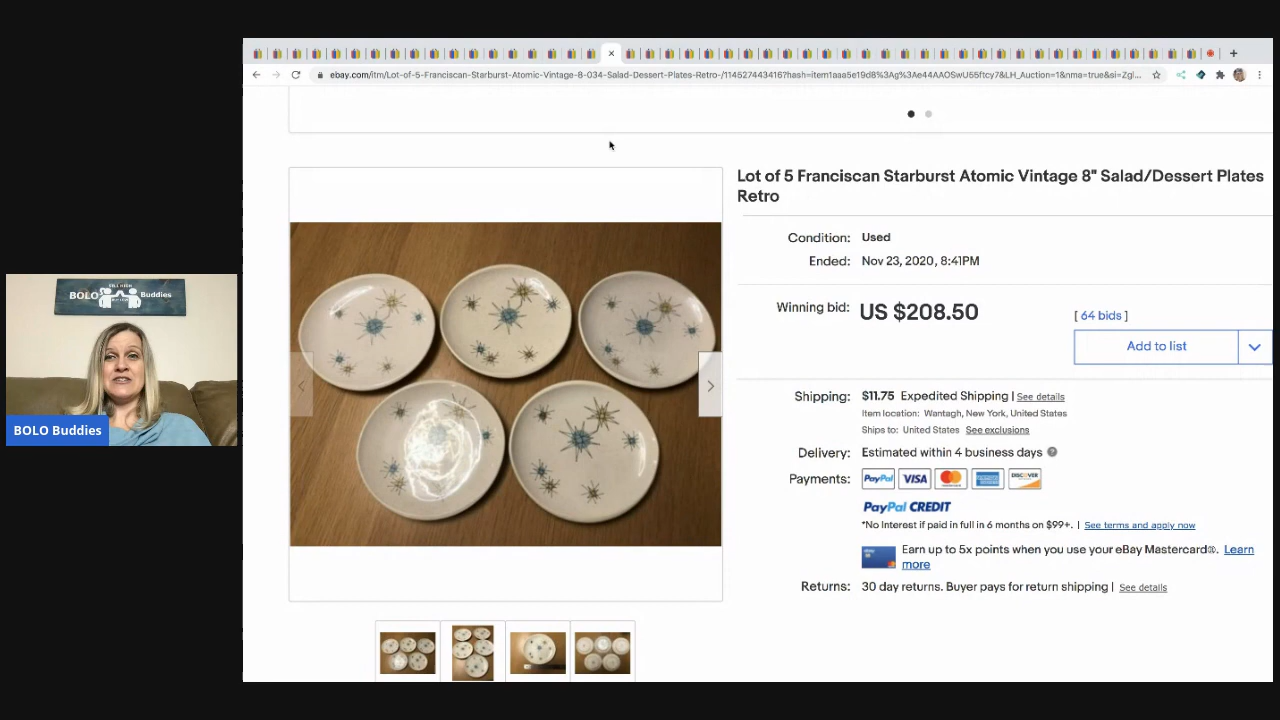 ebay.com/itm/Lot-of-5-Franciscan-Starburst-Atomic-Vintage-8-034-Salad-Dessert-Plates-Retro-/114527443416?hash=item1aaa5e19d8%3Ag%3Ae44AAOSwU55ftcy7&LH_Auction=1&nma=true&si=Zgl...
Lot of 5 Franciscan Starburst Atomic Vintage 8" Salad/Dessert Plates
Retro
Condition: Used
Ended: Nov 23, 2020, 8:41PM
Winning bid: US $208.50
[ 64 bids ]
Add to list
Shipping: $11.75 Expedited Shipping | See details
Item location: Wantagh, New York, United States
Ships to: United States See exclusions
Delivery: Estimated within 4 business days
Payments: PayPal VISA MasterCard DISCOVER
PayPal CREDIT
*No Interest if paid in full in 6 months on $99+. | See terms and apply now
Earn up to 5x points when you use your eBay Mastercard®. Learn
more
Returns: 30 day returns. Buyer pays for return shipping | See details
BOLO Buddies
BOLO Buddies